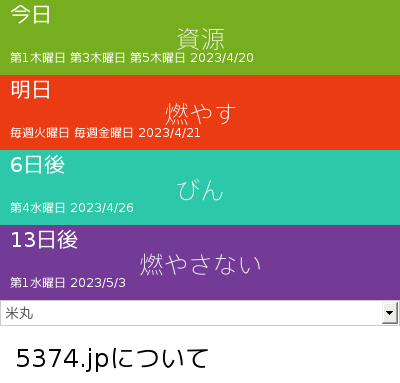 今日
資源
第1木曜日 第3木曜日 第5木曜日 2023/4/20
明日
燃やす
毎週火曜日 毎週金曜日 2023/4/21
6日後
びん
第4水曜日 2023/4/26
13日後
燃やさない
第1水曜日 2023/5/3
米丸
5374.jpについて